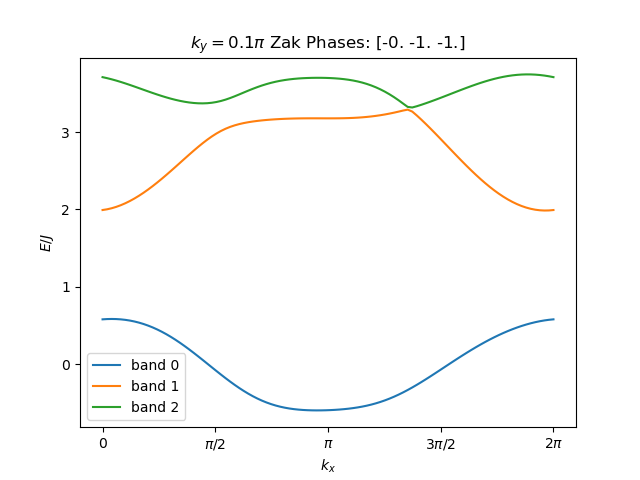 $k_y = 0.1\pi$ Zak Phases: [-0. -1. -1.]
E/J
3
2
1
0
band 0
band 1
band 2
0 π/2 π 3π/2 2π
$k_x$